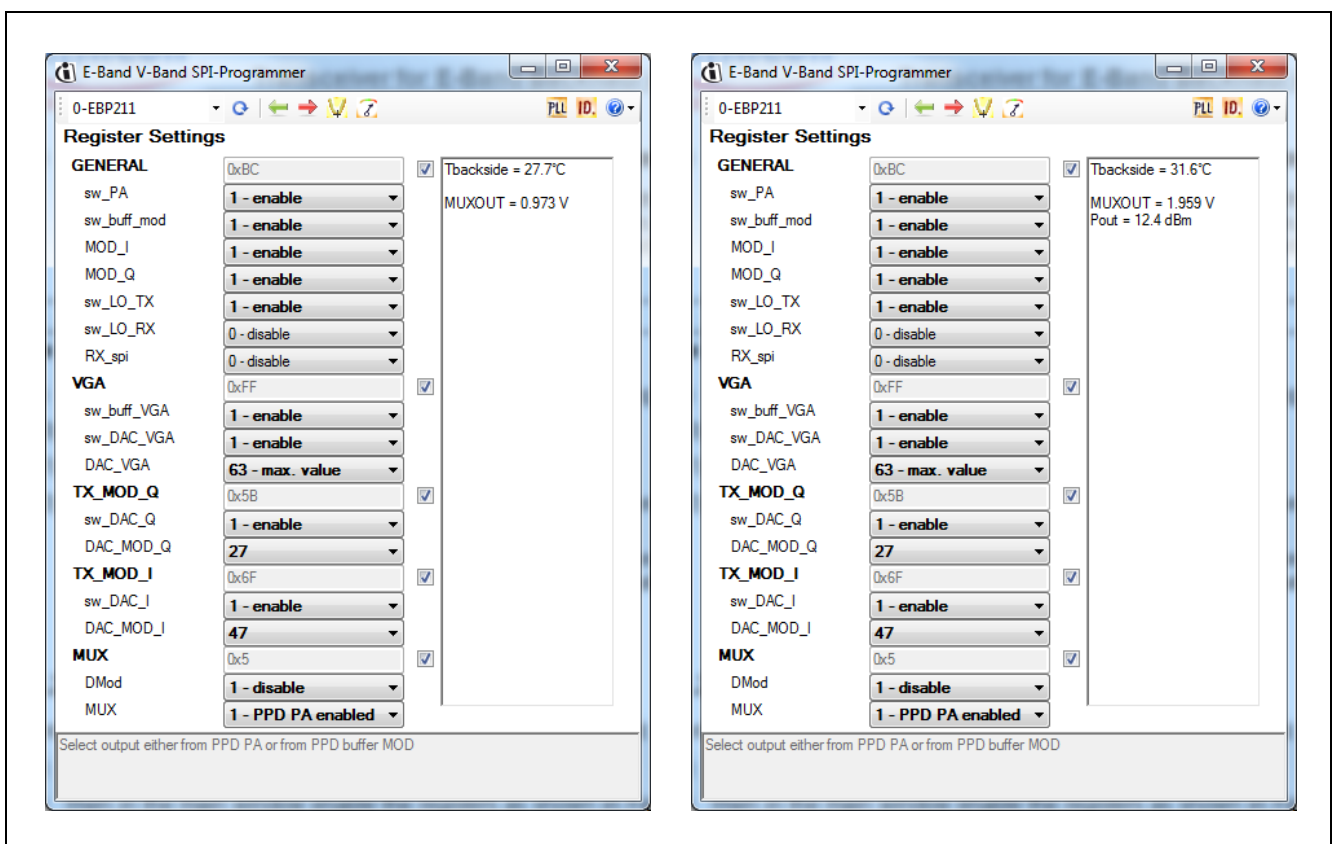 E-Band V-Band SPI-Programmer
0-EBP211
PLL ID.
Register Settings
GENERAL 0xBC
sw_PA 1 - enable
sw_buff_mod 1 - enable
MOD_I 1 - enable
MOD_Q 1 - enable
sw_LO_TX 1 - enable
sw_LO_RX 0 - disable
RX_spi 0 - disable
VGA 0xFF
sw_buff_VGA 1 - enable
sw_DAC_VGA 1 - enable
DAC_VGA 63 - max. value
TX_MOD_Q 0x5B
sw_DAC_Q 1 - enable
DAC_MOD_Q 27
TX_MOD_I 0x6F
sw_DAC_I 1 - enable
DAC_MOD_I 47
MUX 0x5
DMod 1 - disable
MUX 1 - PPD PA enabled
Tbackside = 27.7°C
MUXOUT = 0.973 V
Select output either from PPD PA or from PPD buffer MOD
E-Band V-Band SPI-Programmer
0-EBP211
PLL ID.
Register Settings
GENERAL 0xBC
sw_PA 1 - enable
sw_buff_mod 1 - enable
MOD_I 1 - enable
MOD_Q 1 - enable
sw_LO_TX 1 - enable
sw_LO_RX 0 - disable
RX_spi 0 - disable
VGA 0xFF
sw_buff_VGA 1 - enable
sw_DAC_VGA 1 - enable
DAC_VGA 63 - max. value
TX_MOD_Q 0x5B
sw_DAC_Q 1 - enable
DAC_MOD_Q 27
TX_MOD_I 0x6F
sw_DAC_I 1 - enable
DAC_MOD_I 47
MUX 0x5
DMod 1 - disable
MUX 1 - PPD PA enabled
Tbackside = 31.6°C
MUXOUT = 1.959 V
Pout = 12.4 dBm
Select output either from PPD PA or from PPD buffer MOD